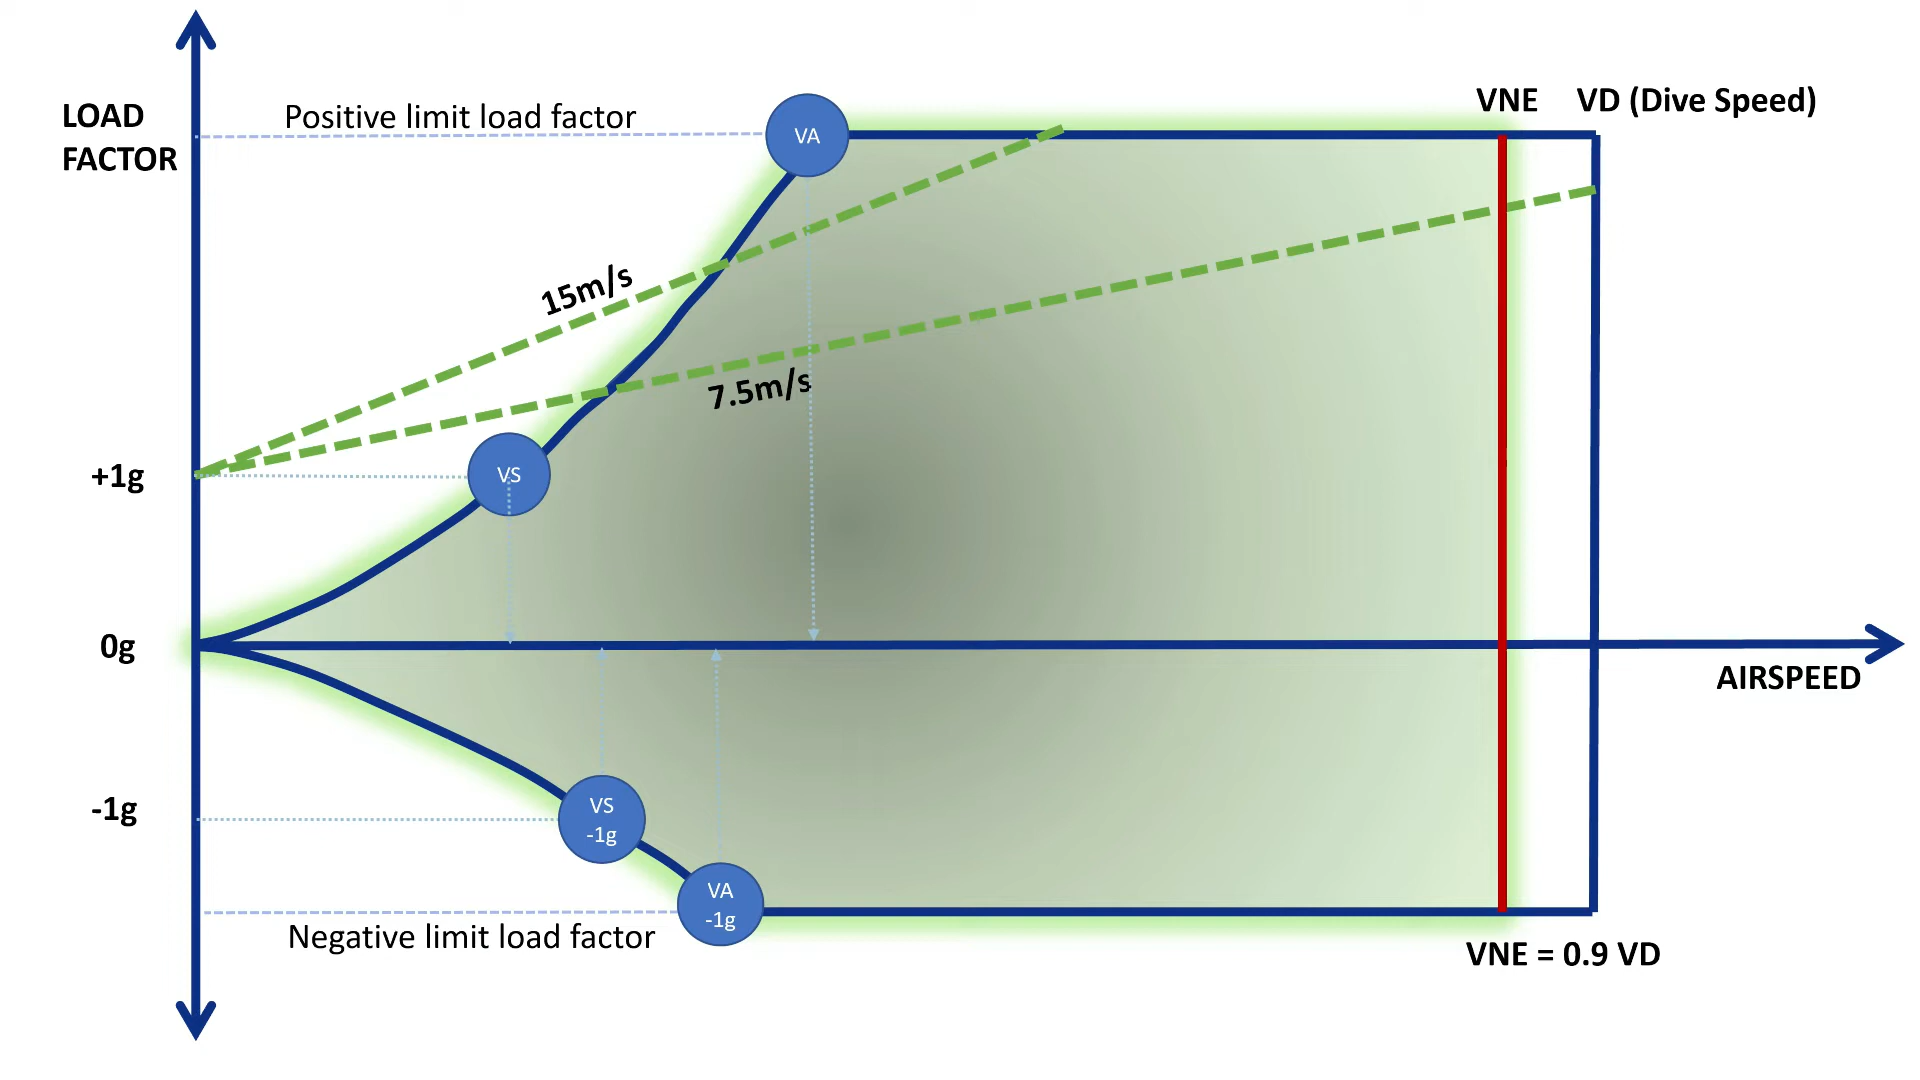 LOAD
FACTOR
Positive limit load factor
VA
VNE
VD (Dive Speed)
15m/s
7.5m/s
+1g
VS
0g
AIRSPEED
-1g
VS
-1g
VA
-1g
Negative limit load factor
VNE = 0.9 VD